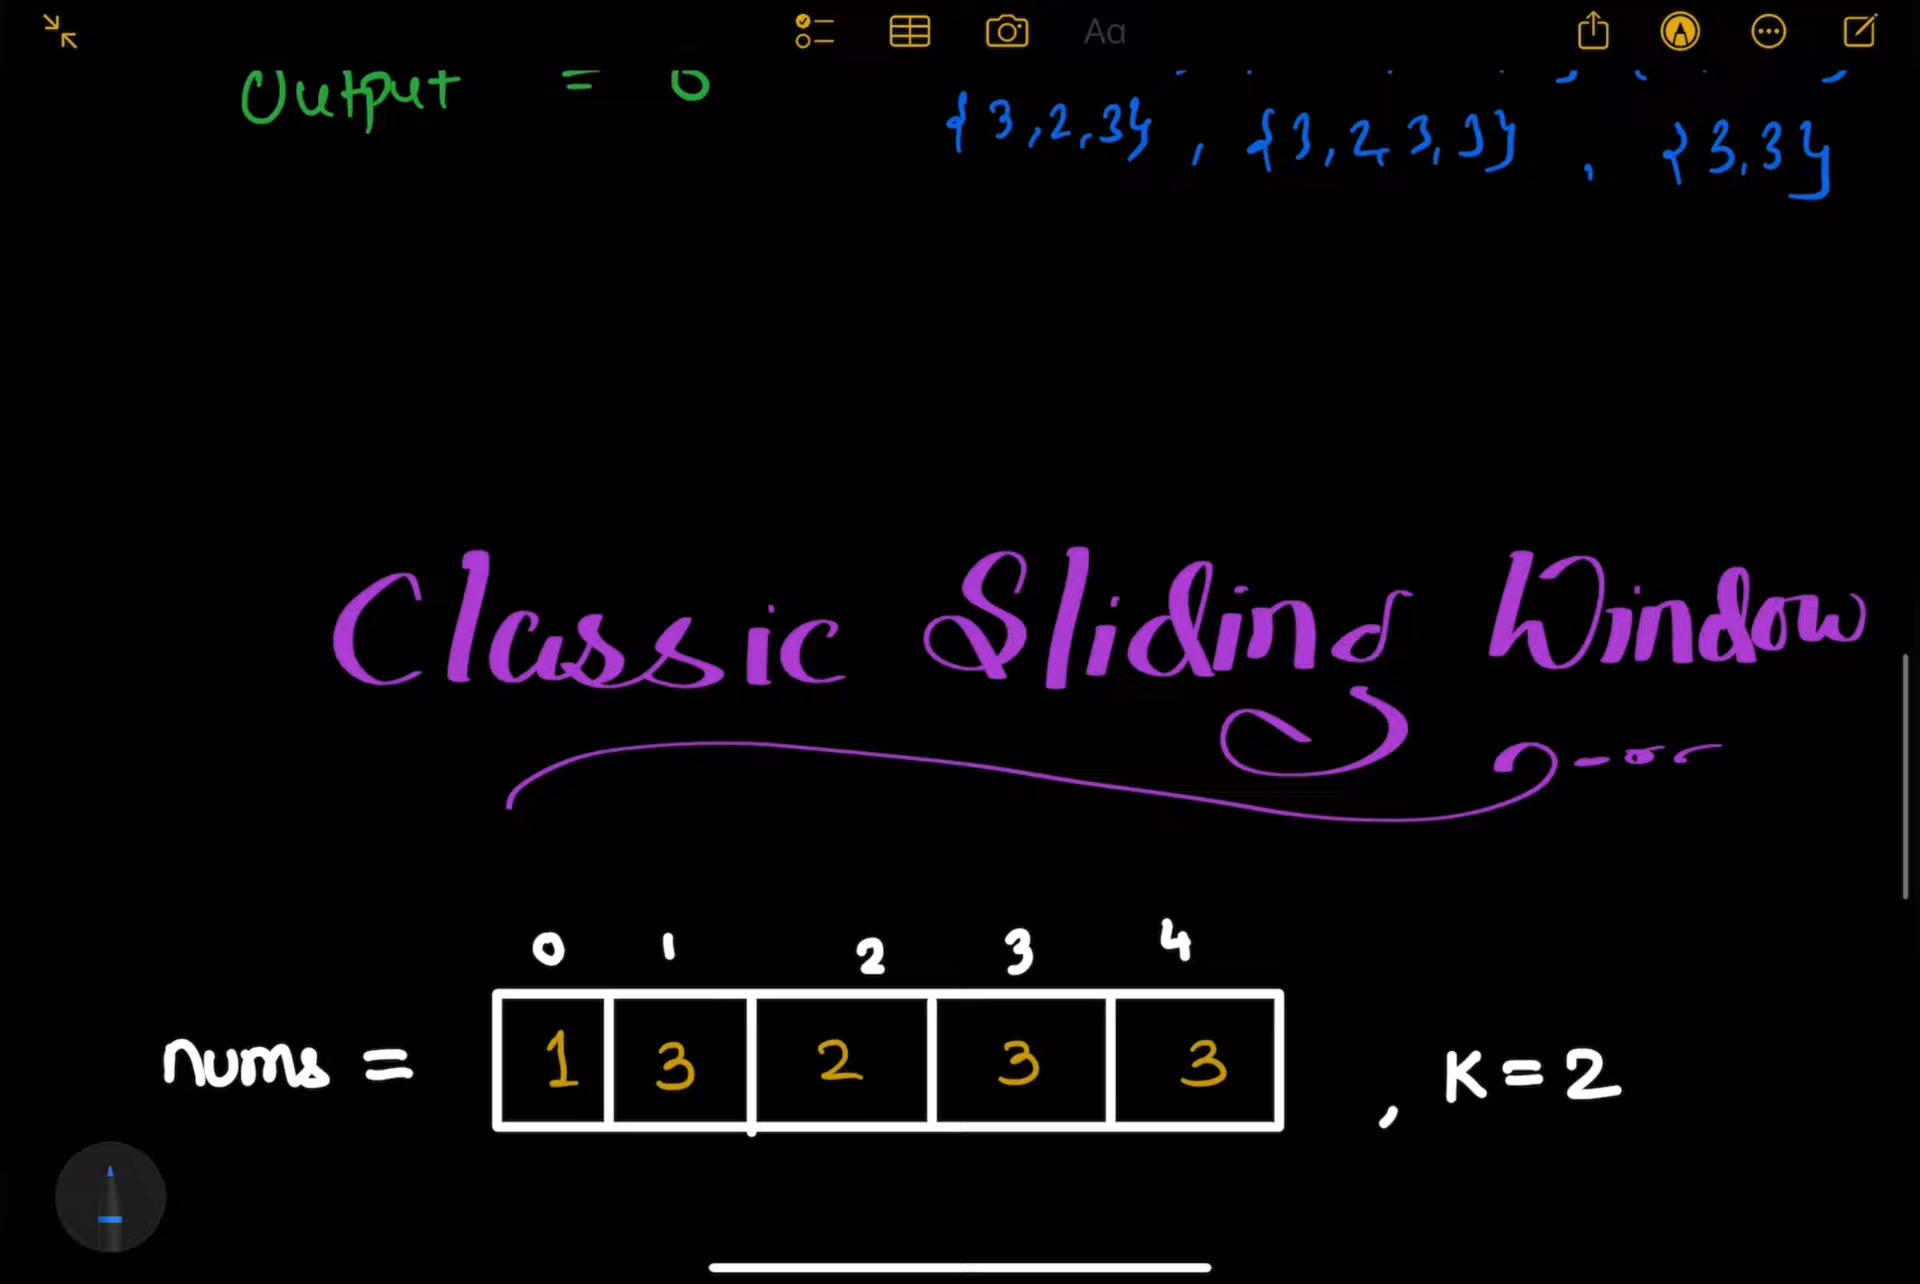 Aa
Output = 6
{3,2,3}, {3,2,3,3}, {3,3}
Classic Sliding Window
0 1 2 3 4
nums = 1 3 2 3 3 , K = 2